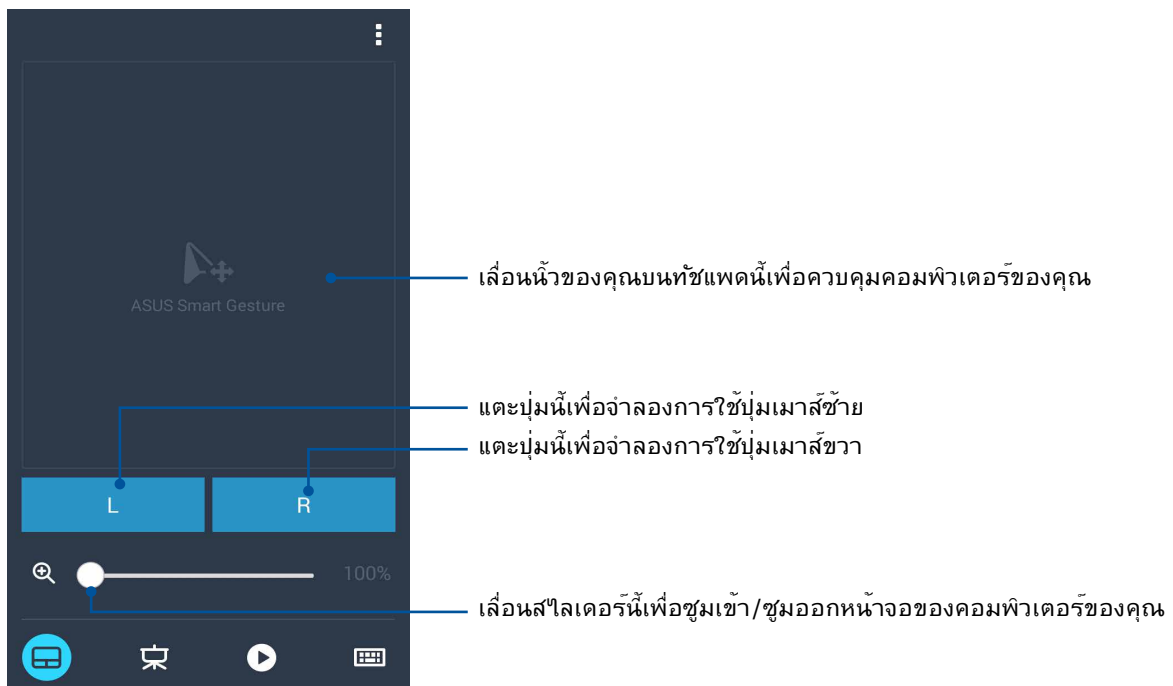 เลื่อนนิ้วของคุณบนทัชแพดนี้เพื่อควบคุมคอมพิวเตอร์ของคุณ
ASUS Smart Gesture
แตะปุ่มนี้เพื่อจำลองการใช้ปุ่มเมาส์ซ้าย
แตะปุ่มนี้เพื่อจำลองการใช้ปุ่มเมาส์ขวา
L R
100%
เลื่อนสไลเดอร์นี้เพื่อซูมเข้า/ซูมออกหน้าจอของคอมพิวเตอร์ของคุณ